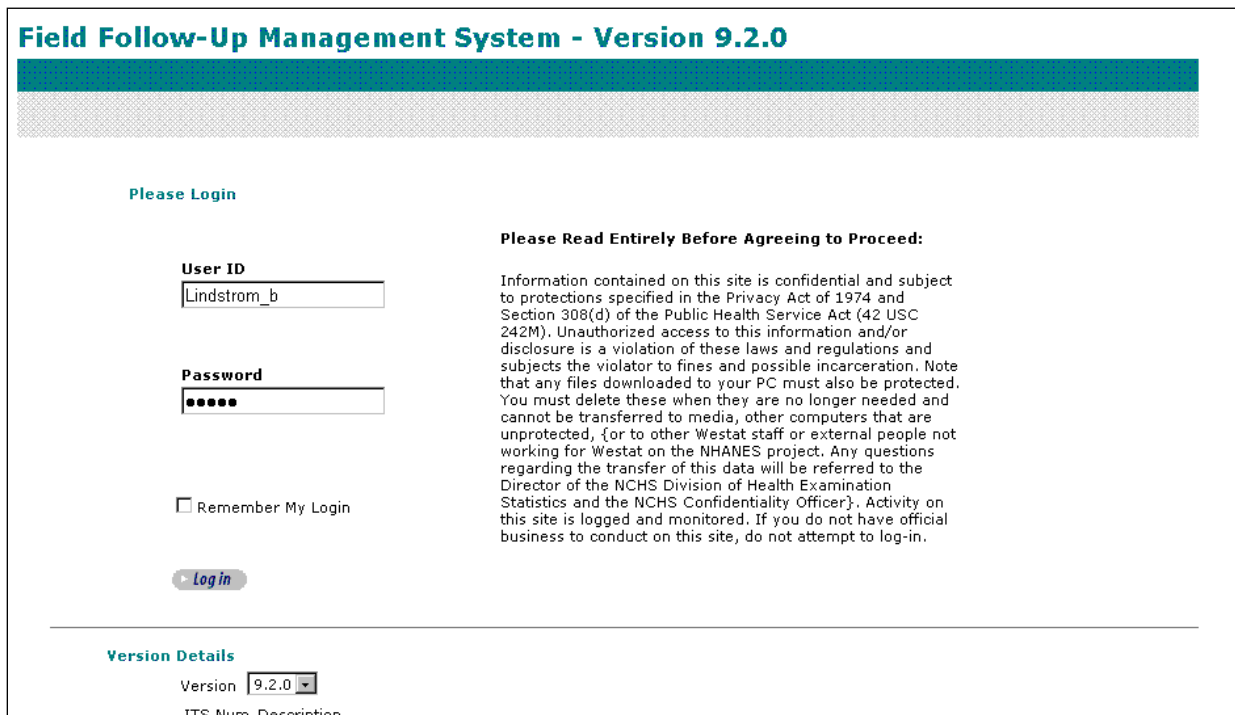 Field Follow-Up Management System - Version 9.2.0
Please Login
User ID
Lindstrom_b
Password
●●●●●
Remember My Login
Log in
Please Read Entirely Before Agreeing to Proceed:
Information contained on this site is confidential and subject
to protections specified in the Privacy Act of 1974 and
Section 308(d) of the Public Health Service Act (42 USC
242M). Unauthorized access to this information and/or
disclosure is a violation of these laws and regulations and
subjects the violator to fines and possible incarceration. Note
that any files downloaded to your PC must also be protected.
You must delete these when they are no longer needed and
cannot be transferred to media, other computers that are
unprotected, {or to other Westat staff or external people not
working for Westat on the NHANES project. Any questions
regarding the transfer of this data will be referred to the
Director of the NCHS Division of Health Examination
Statistics and the NCHS Confidentiality Officer}. Activity on
this site is logged and monitored. If you do not have official
business to conduct on this site, do not attempt to log-in.
Version Details
Version 9.2.0
ITS Num Description